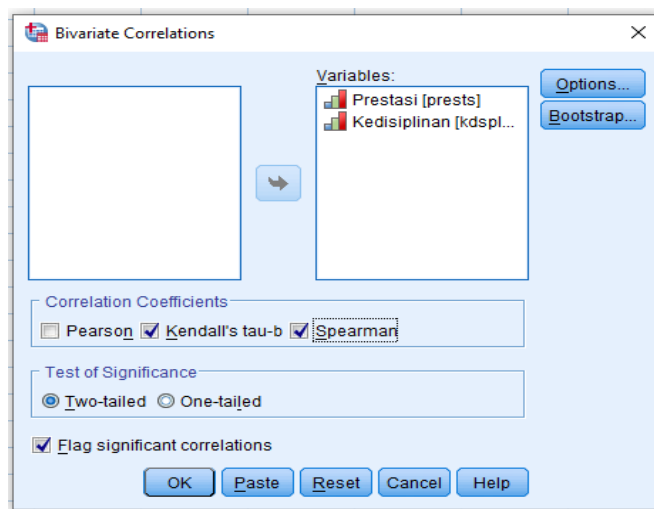 Bivariate Correlations
Variables:
Prestasi [prests]
Kedisiplinan [kdspl...
Options...
Bootstrap...
Correlation Coefficients
Pearson Kendall's tau-b Spearman
Test of Significance
Two-tailed One-tailed
Flag significant correlations
OK Paste Reset Cancel Help